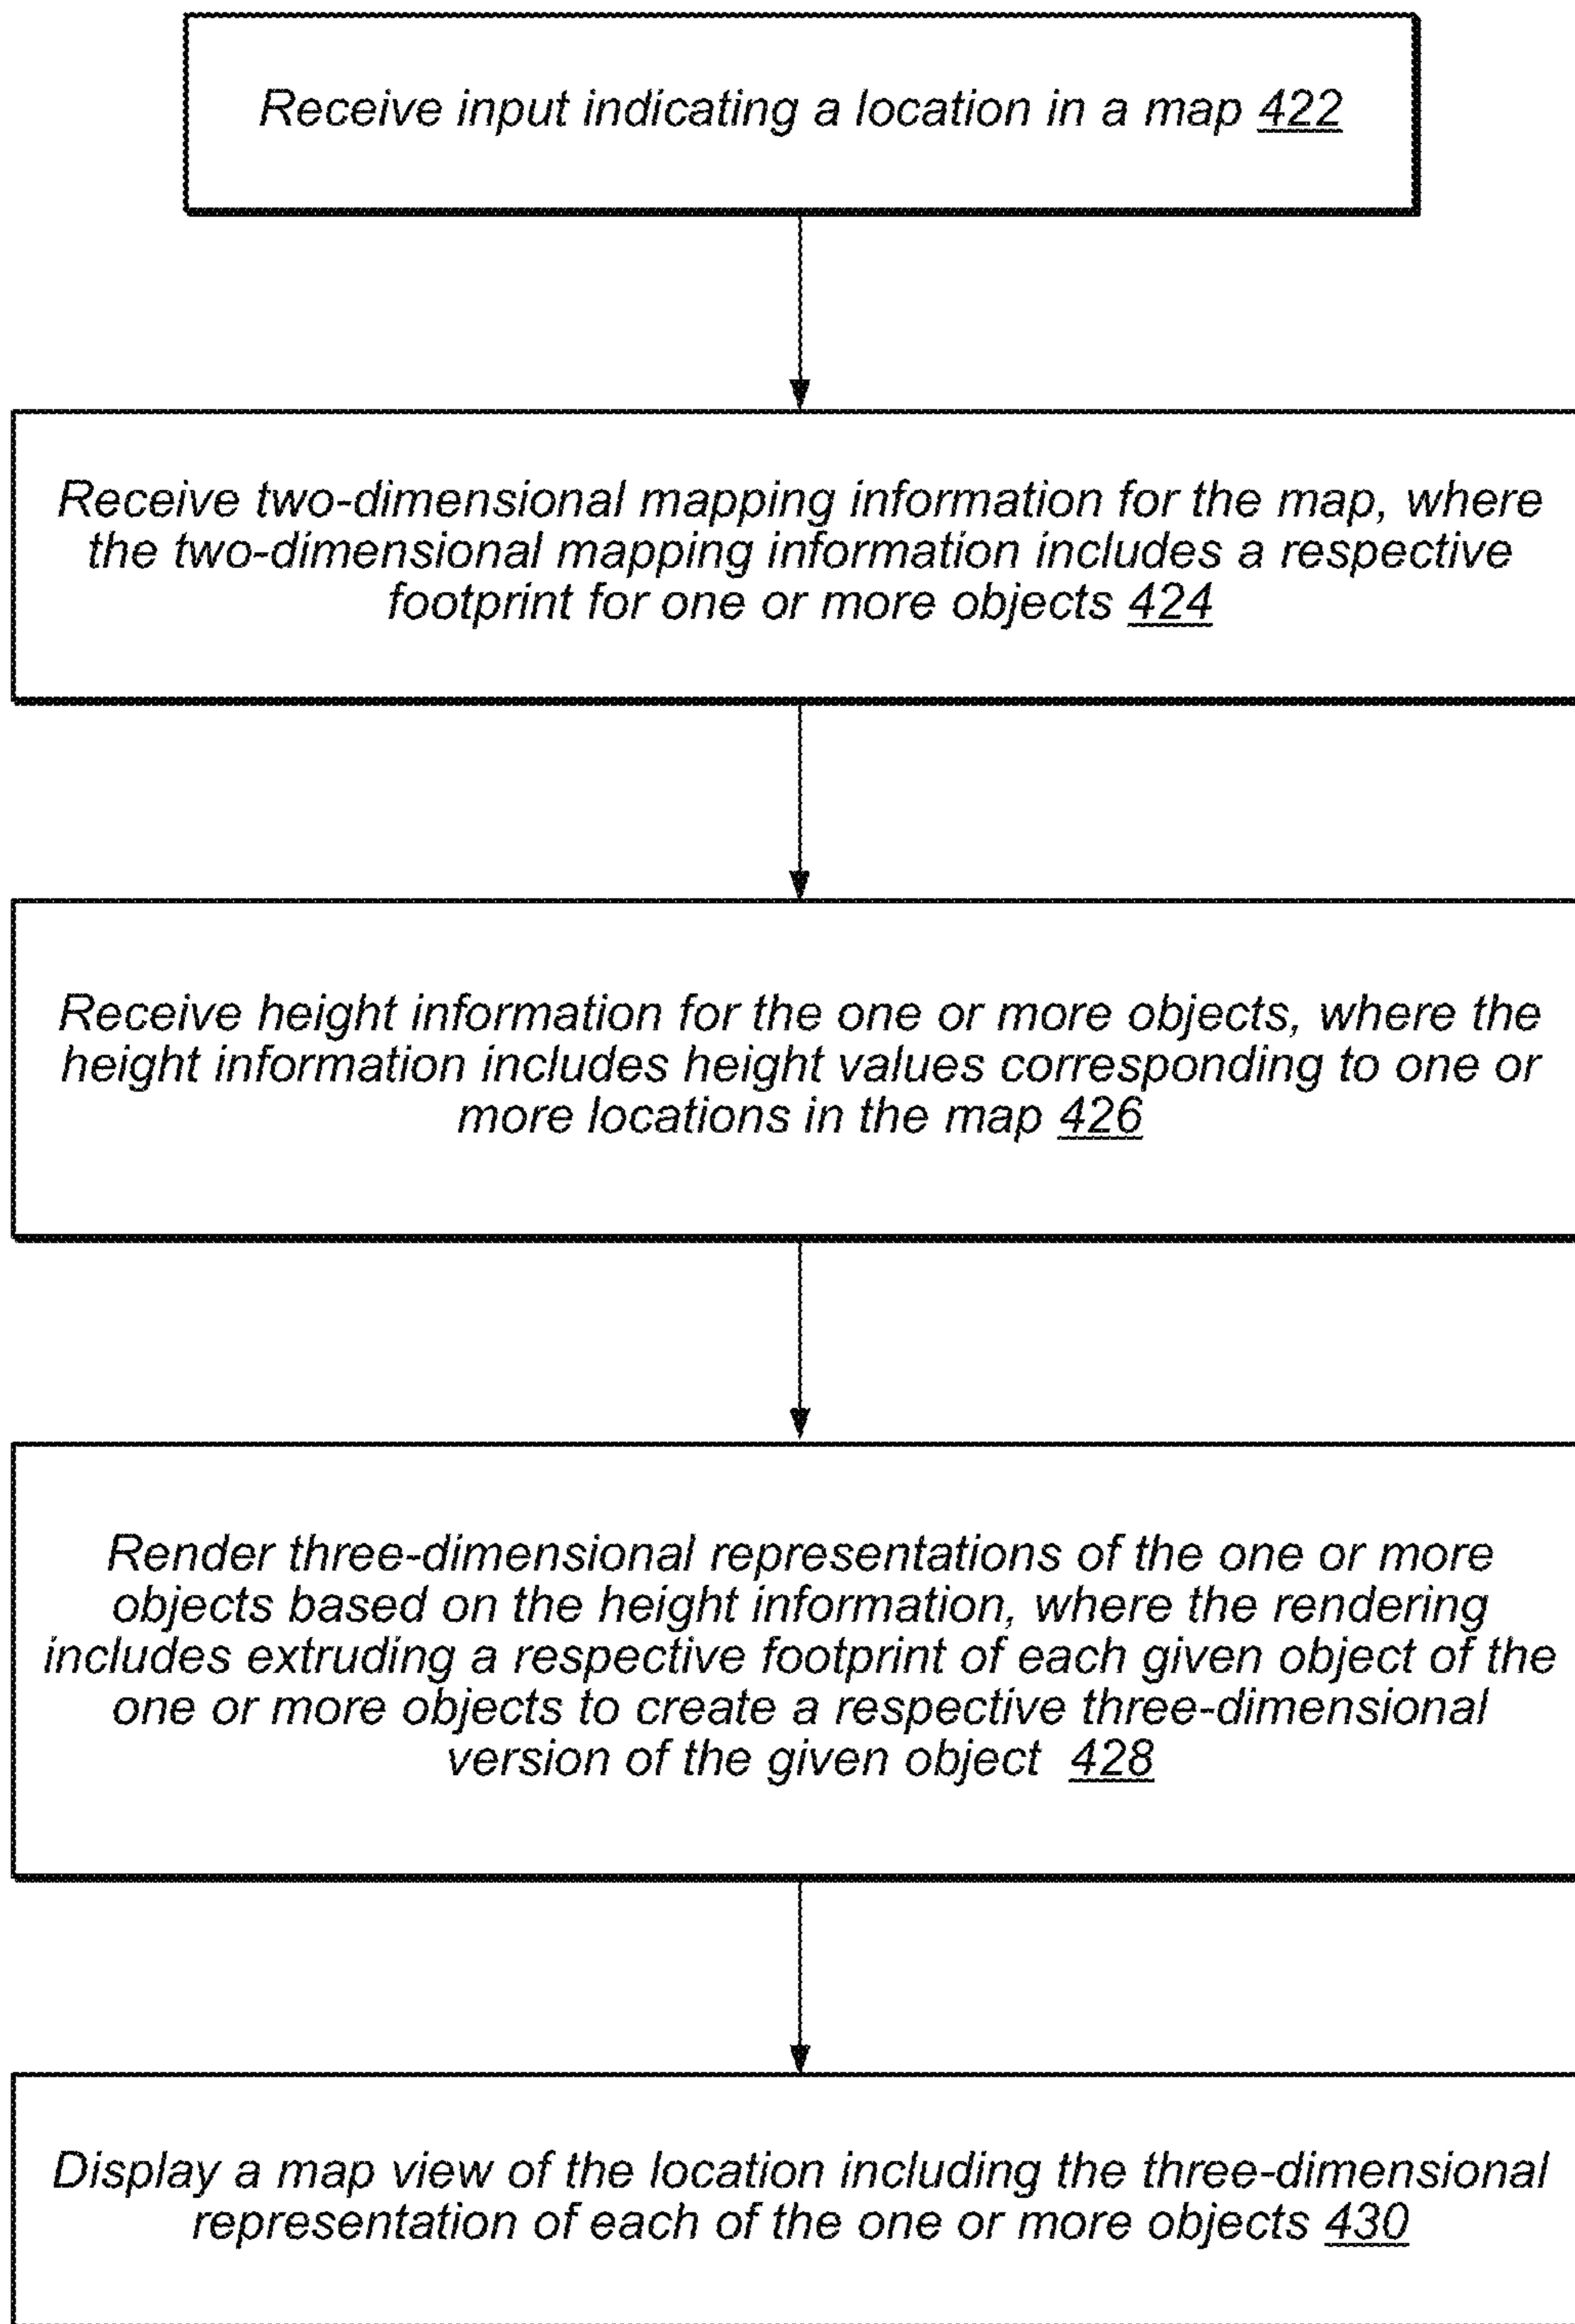 Receive input indicating a location in a map 422
Receive two-dimensional mapping information for the map, where
the two-dimensional mapping information includes a respective
footprint for one or more objects 424
Receive height information for the one or more objects, where the
height information includes height values corresponding to one or
more locations in the map 426
Render three-dimensional representations of the one or more
objects based on the height information, where the rendering
includes extruding a respective footprint of each given object of the
one or more objects to create a respective three-dimensional
version of the given object 428
Display a map view of the location including the three-dimensional
representation of each of the one or more objects 430